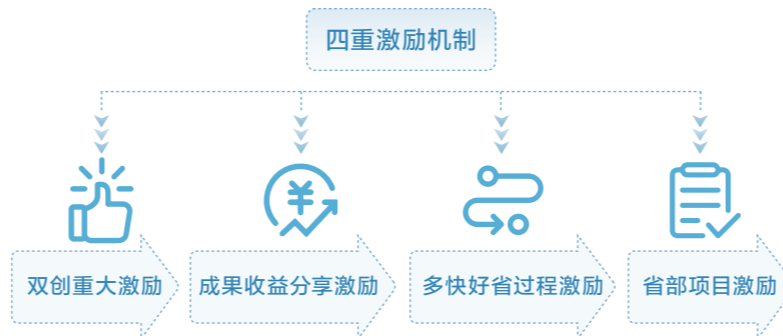 四重激励机制
¥
双创重大激励
成果收益分享激励
多快好省过程激励
省部项目激励